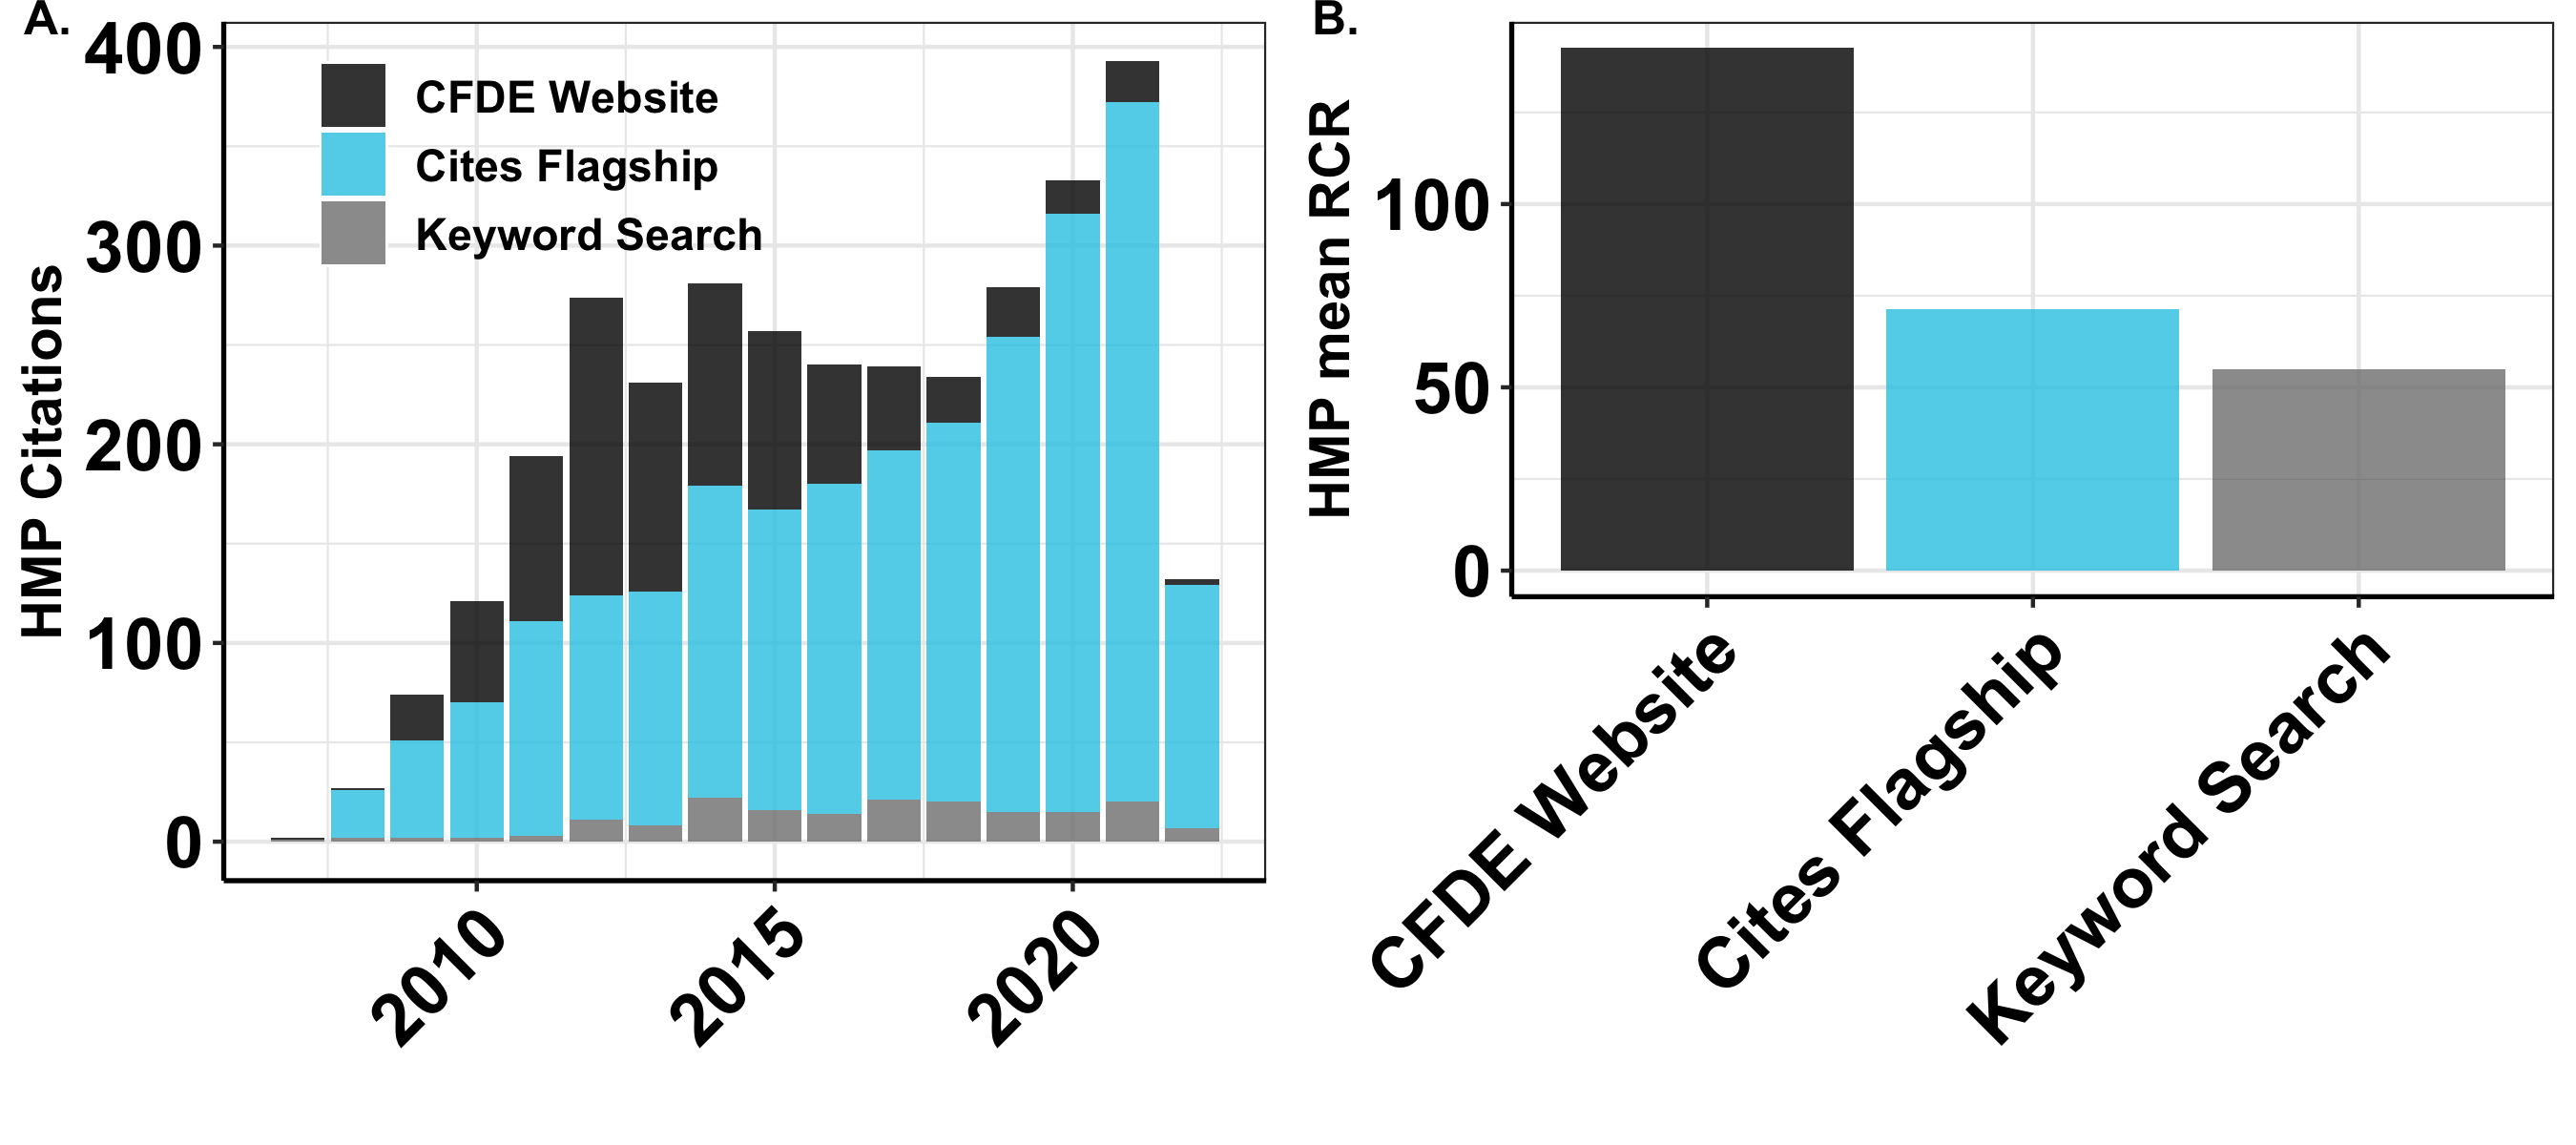 A.
HMP Citations
400
300
200
100
0
CFDE Website
Cites Flagship
Keyword Search
2010
2015
2020
B.
HMP mean RCR
100
50
0
CFDE Website
Cites Flagship
Keyword Search